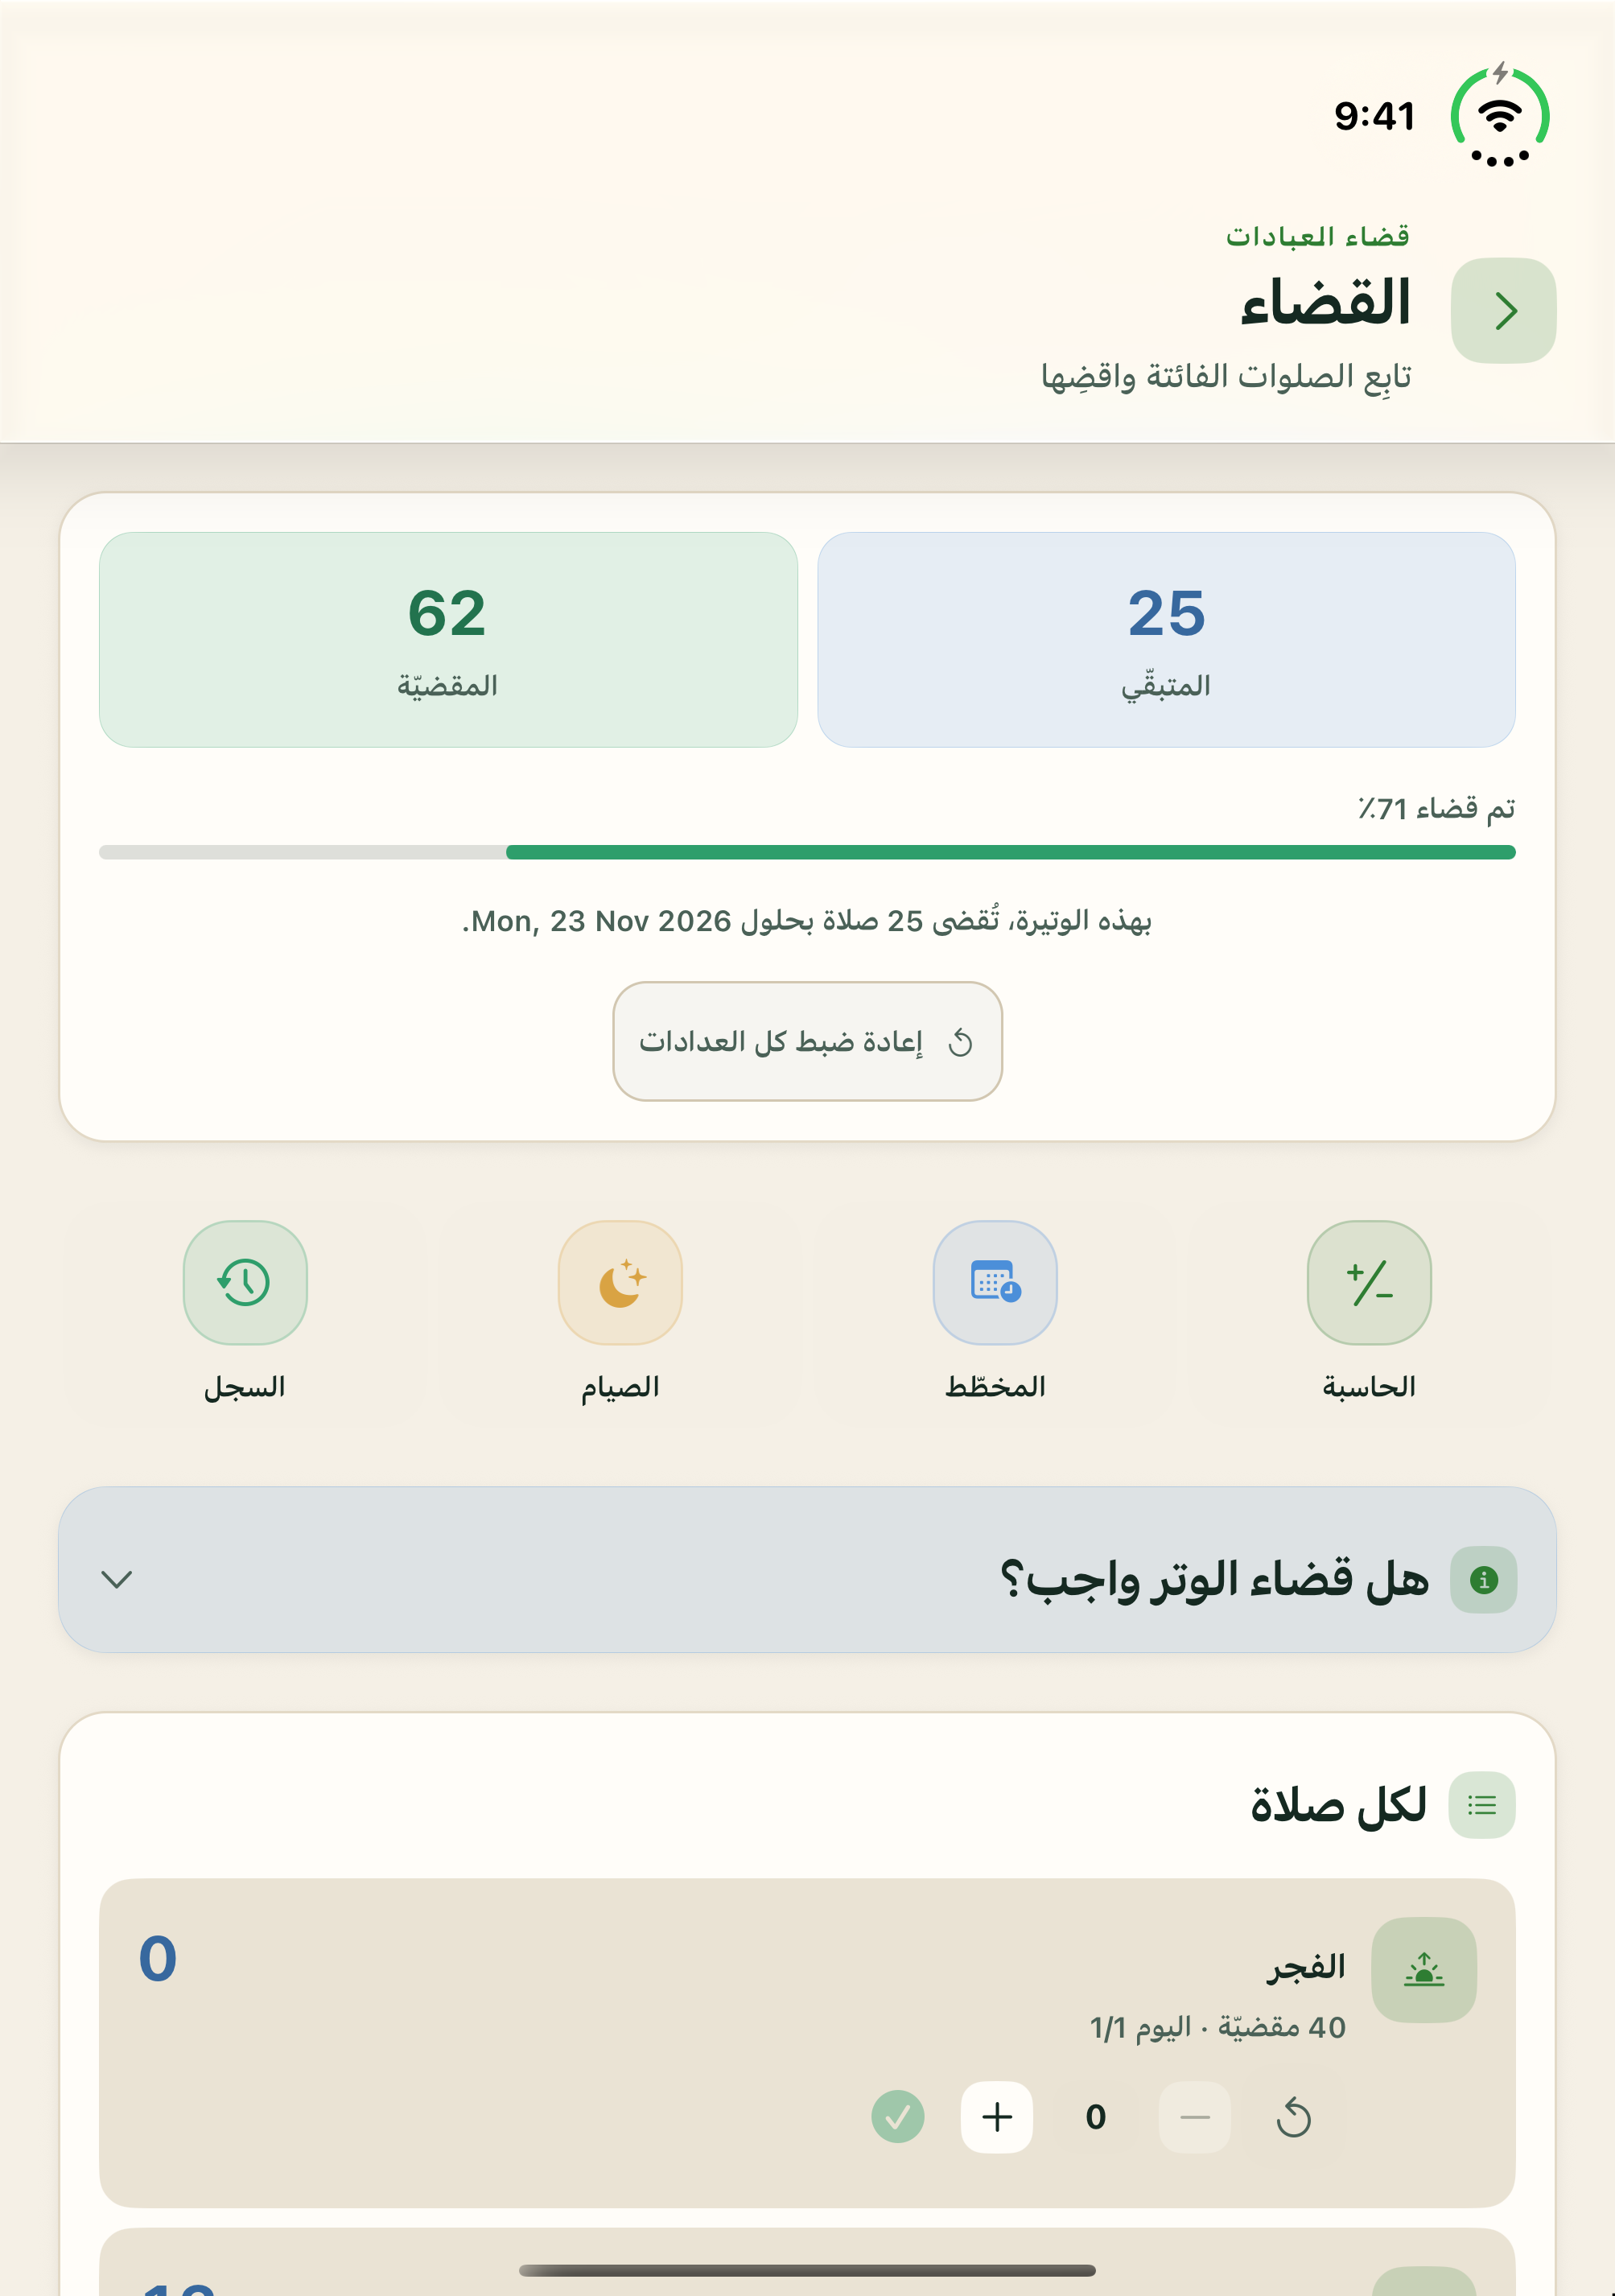 9:41
قضاء العبادات
القضاء
تابِع الصلوات الفائتة واقضِها
25
المتبقّي
62
المقضيّة
تم قضاء 71٪
بهذه الوتيرة، تُقضى 25 صلاة بحلول Mon, 23 Nov 2026.
إعادة ضبط كل العدادات
الحاسبة
المخطّط
الصيام
السجل
هل قضاء الوتر واجب؟
لكل صلاة
الفجر
0
40 مقضيّة · اليوم 1/1
0